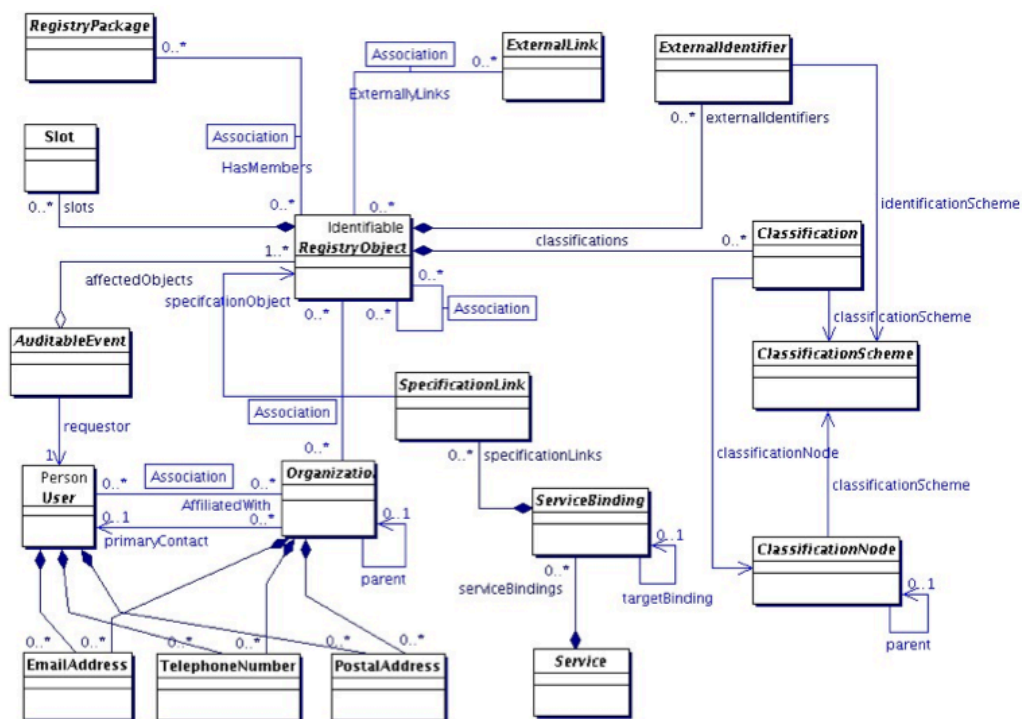 RegistryPackage
0..*
Association
0..*
ExternalLink
ExternalIdentifier
ExternallyLinks
0..*
externalIdentifiers
Slot
Association
HasMembers
0..*
slots
0..*
0..*
identificationScheme
Identifiable
RegistryObject
classifications
0..*
Classification
1..*
affectedObjects
0..*
specifcationObject
0..*
0..*
Association
classificationScheme
AuditableEvent
ClassificationScheme
SpecificationLink
Association
requestor
0..*
0..*
specificationLinks
classificationNode
classificationScheme
1
Person
User
Association
0..*
0..*
AffiliatedWith
Organization
0..1
0..*
primaryContact
0..1
parent
ServiceBinding
0..1
0..*
serviceBindings
targetBinding
ClassificationNode
0..1
parent
0..*
0..*
0..*
0..*
0..*
0..*
EmailAddress
TelephoneNumber
PostalAddress
Service